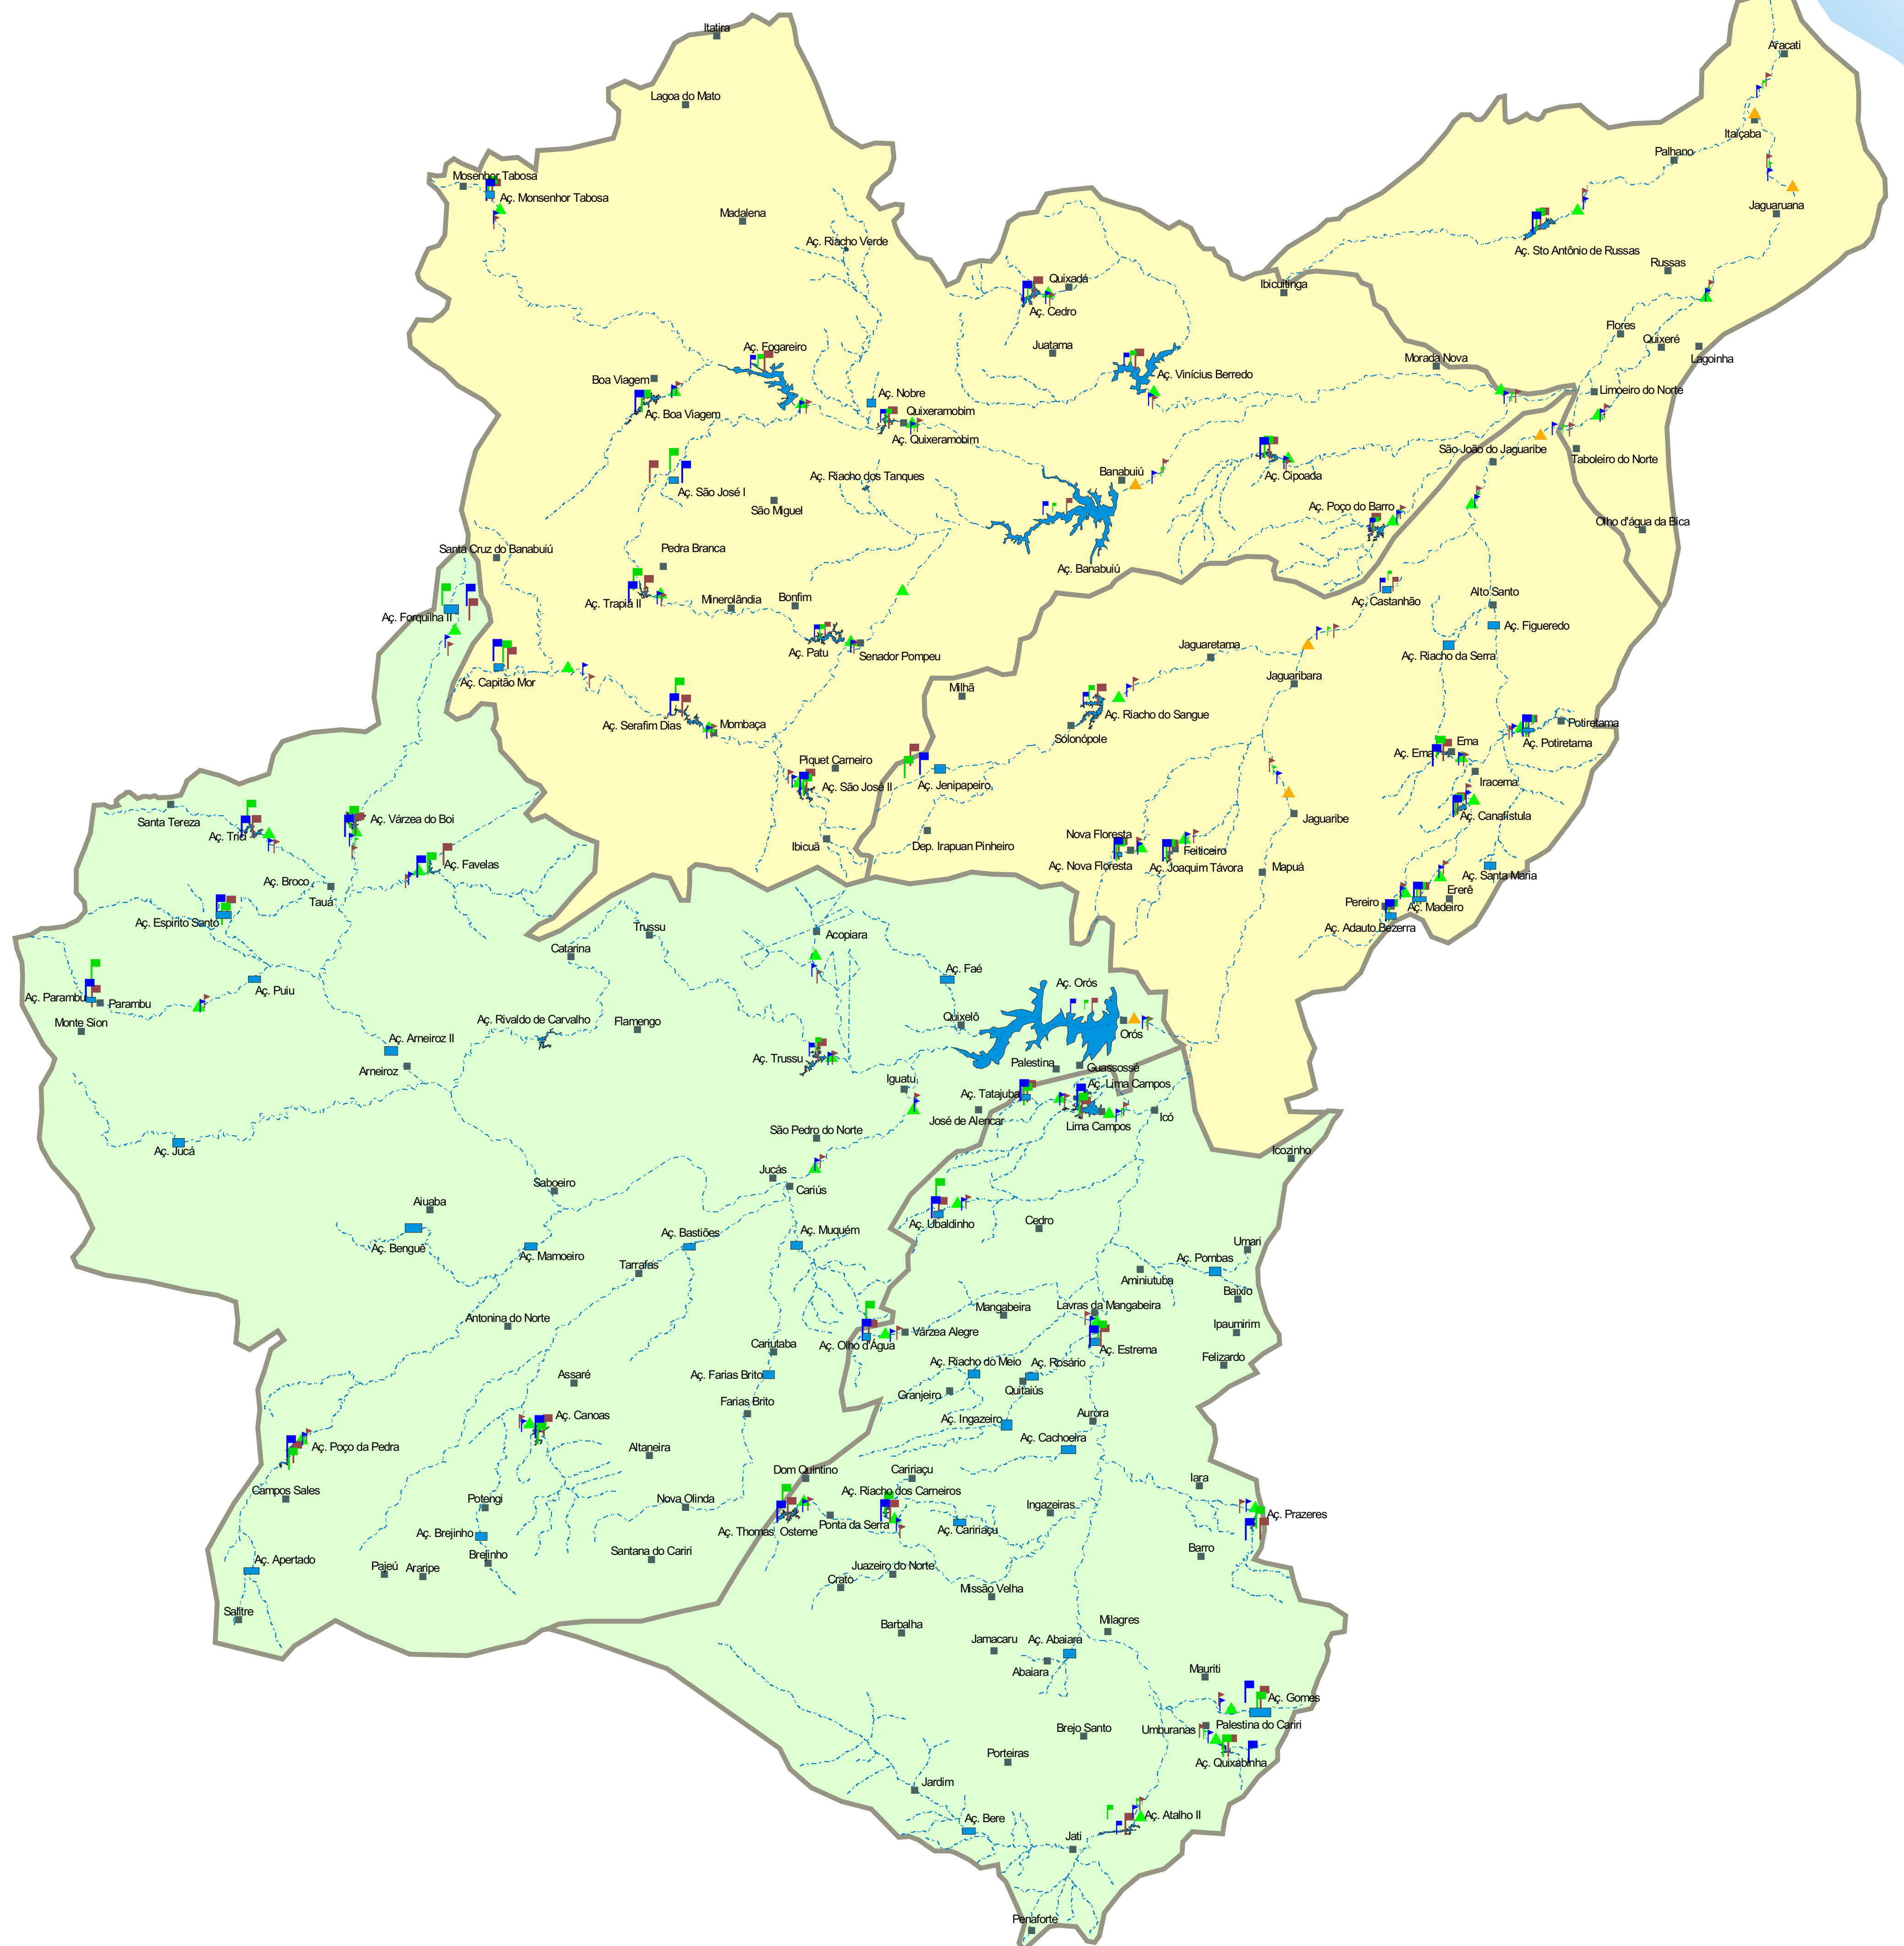 Itatira
Lagoa do Mato
Aracati
Itaiçaba
Palhano
Mosenhor Tabosa
Aç. Monsenhor Tabosa
Madalena
Jaguaruana
Aç. Riacho Verde
Aç. Sto Antônio de Russas
Russas
Quixadá
Ibicuitinga
Aç. Cedro
Flores
Quixeré
Aç. Fogareiro
Juatama
Morada Nova
Lagoinha
Boa Viagem
Aç. Vinícius Berredo
Aç. Nobre
Limoeiro do Norte
Aç. Boa Viagem
Quixeramobim
Aç. Quixeramobim
São João do Jaguaribe
Taboleiro do Norte
Aç. Riacho dos Tanques
Banabuiú
Aç. Cipoada
Aç. São José I
São Miguel
Aç. Poço do Barro
Olho d'água da Bica
Santa Cruz do Banabuiú
Pedra Branca
Aç. Banabuiú
Aç. Trapiá II
Minerolândia
Bonfim
Aç. Castanhão
Alto Santo
Aç. Forquilha II
Aç. Figueredo
Aç. Patu
Senador Pompeu
Jaguaretama
Aç. Riacho da Serra
Aç. Capitão Mor
Jaguaribara
Milhã
Aç. Riacho do Sangue
Aç. Serafim Dias
Mombaça
Sólonópole
Potiretama
Aç. Ema
Ema
Aç. Potiretama
Piquet Carneiro
Aç. São José II
Aç. Jenipapeiro
Iracema
Santa Tereza
Aç. Trici
Aç. Várzea do Boi
Aç. Canafistula
Jaguaribe
Ibicuã
Dep. Irapuan Pinheiro
Nova Floresta
Feiticeiro
Aç. Favelas
Aç. Nova Floresta
Aç. Joaquim Távora
Mapuá
Aç. Santa Maria
Aç. Broco
Tauá
Ererê
Pereiro
Aç. Madeiro
Aç. Espirito Santo
Aç. Adauto Bezerra
Trussu
Acopiara
Catarina
Aç. Faé
Aç. Orós
Aç. Puiu
Aç. Parambu
Parambu
Monte Sion
Aç. Rivaldo de Carvalho
Flamengo
Quixelô
Orós
Aç. Arneiroz II
Aç. Trussu
Palestina
Guassossê
Arneiroz
Iguatu
Aç. Tatajuba
Aç. Lima Campos
José de Alencar
Lima Campos
Icó
São Pedro do Norte
Aç. Jucá
Icozinho
Jucás
Saboeiro
Cariús
Aiuaba
Aç. Ubaldinho
Cedro
Aç. Muquém
Aç. Bastiões
Umari
Aç. Benguê
Aç. Mamoeiro
Aç. Pombas
Tarrafas
Aminiutuba
Baixio
Antonina do Norte
Mangabeira
Lavras da Mangabeira
Ipaumirim
Várzea Alegre
Cariutaba
Aç. Olho d'Água
Aç. Estrema
Aç. Riacho do Meio
Aç. Rosário
Felizardo
Assaré
Aç. Farias Brito
Granjeiro
Quitaiús
Farias Brito
Aç. Canoas
Aç. Ingazeiro
Aurora
Aç. Poço da Pedra
Altaneira
Aç. Cachoeira
Dom Quintino
Caririaçu
Iara
Campos Sales
Potengi
Nova Olinda
Aç. Riacho dos Carneiros
Ingazeiras
Aç. Prazeres
Aç. Brejinho
Aç. Thomas Osterne
Ponta da Serra
Aç. Caririaçu
Brejinho
Santana do Cariri
Barro
Aç. Apertado
Pajeú
Araripe
Juazeiro do Norte
Crato
Missão Velha
Salitre
Barbalha
Milagres
Jamacaru
Aç. Abaiara
Abaiara
Mauriti
Aç. Gomes
Brejo Santo
Umburanas
Palestina do Cariri
Porteiras
Aç. Quixabinha
Jardim
Aç. Bere
Aç. Atalho II
Jati
Penaforte